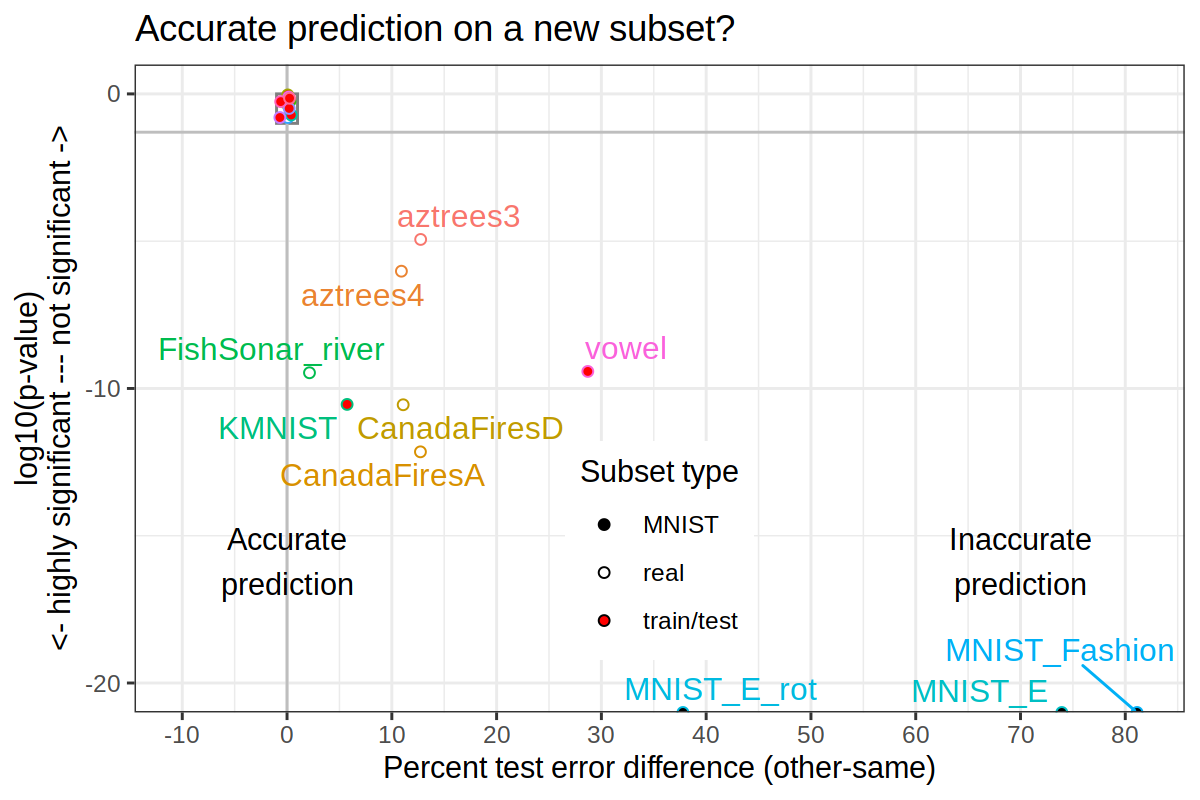 Accurate prediction on a new subset?
log10(p-value)
<- highly significant --- not significant ->
0
-10
-20
aztrees3
aztrees4
FishSonar_river
vowel
KMNIST
CanadaFiresD
CanadaFiresA
Subset type
MNIST
real
train/test
Accurate
prediction
Inaccurate
prediction
MNIST_Fashion
MNIST_E_rot
MNIST_E
-10
0
10
20
30
40
50
60
70
80
Percent test error difference (other-same)